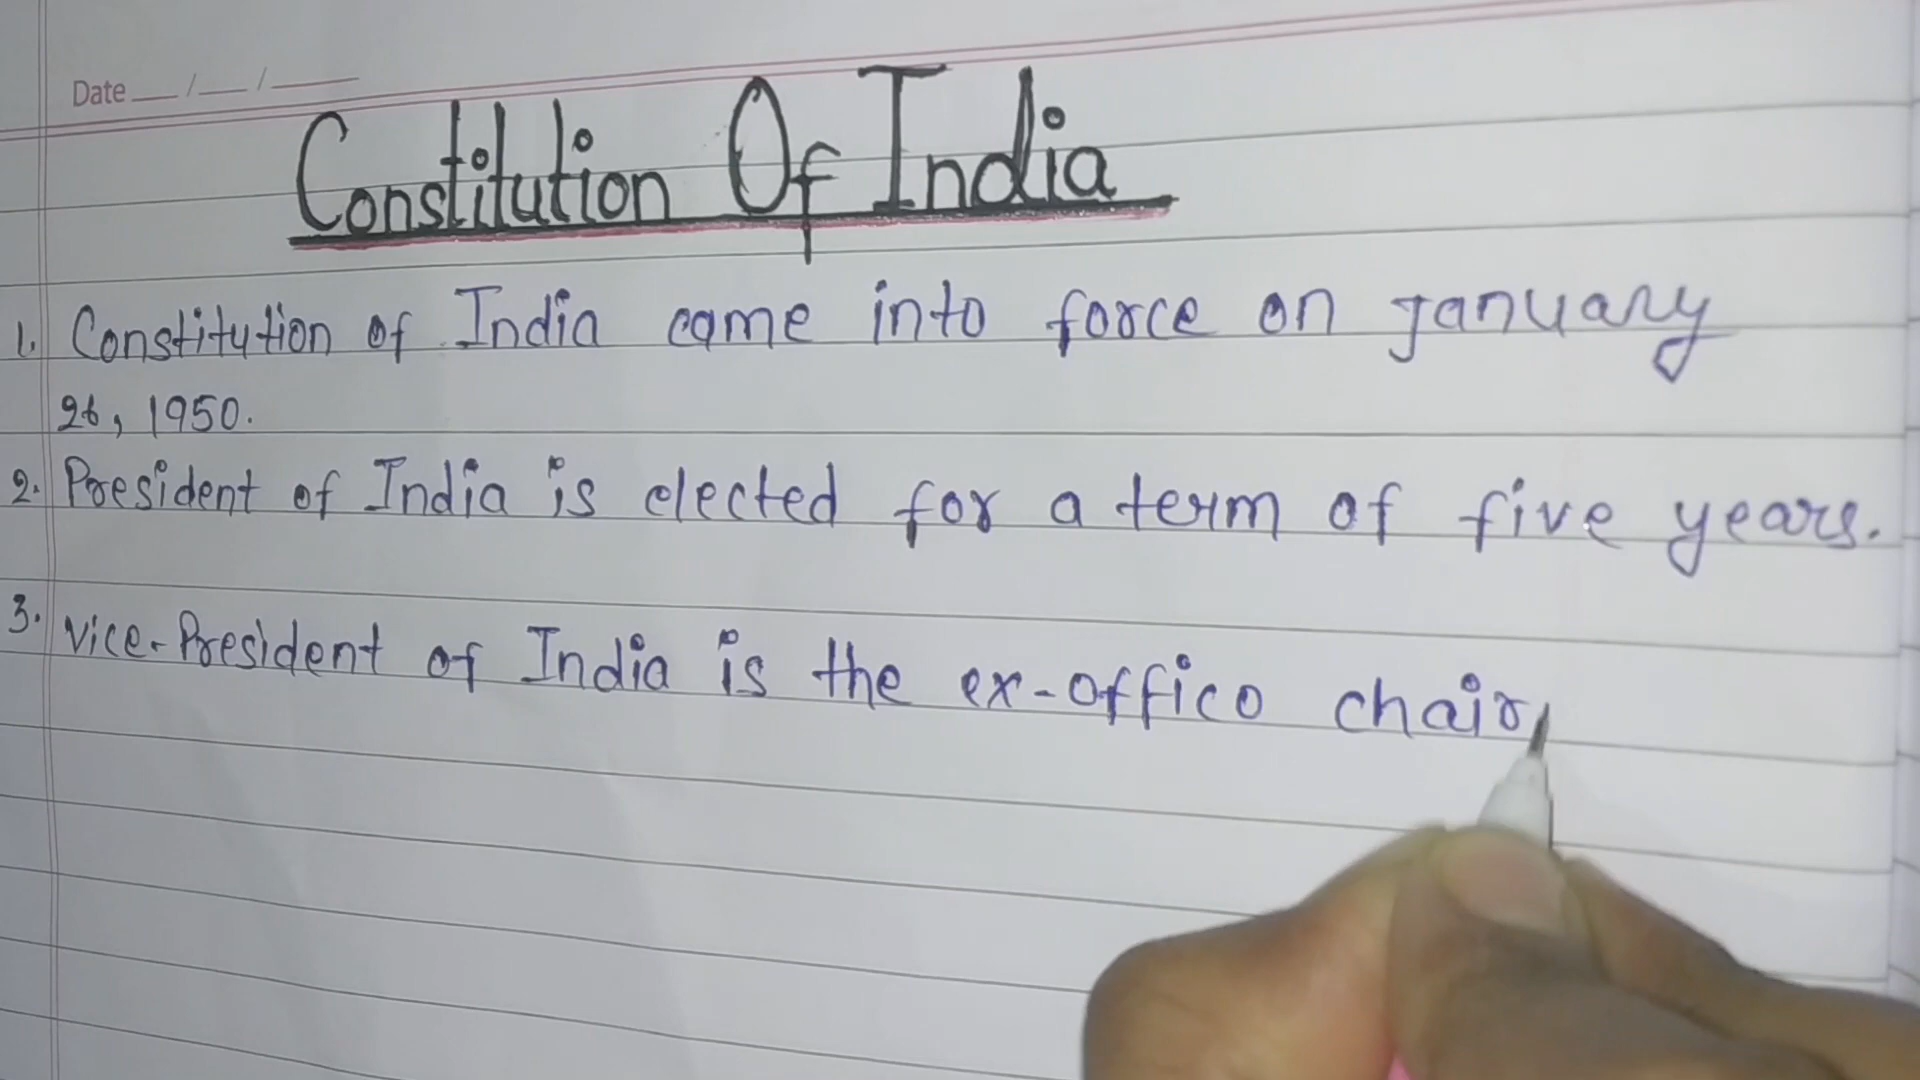 Date __/__/____
Constitution Of India
1. Constitution of India came into force on January
26, 1950.
2. President of India is elected for a term of five years.
3. Vice-President of India is the ex-offico chair